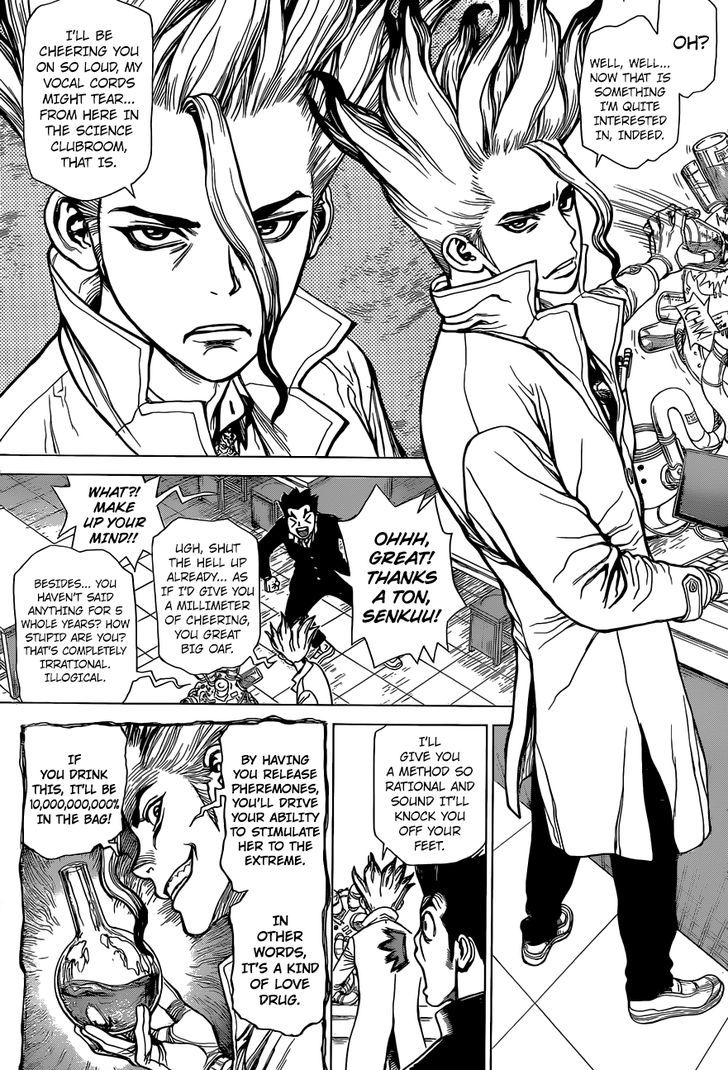 OH?
WELL, WELL...
NOW THAT IS
SOMETHING
I'M QUITE
INTERESTED
IN, INDEED.
I'LL BE
CHEERING YOU
ON SO LOUD, MY
VOCAL CORDS
MIGHT TEAR...
FROM HERE IN
THE SCIENCE
CLUBROOM,
THAT IS.
OHHH,
GREAT!
THANKS
A TON,
SENKUU!
UGH, SHUT
THE HELL UP
ALREADY... AS
IF I'D GIVE YOU
A MILLIMETER
OF CHEERING,
YOU GREAT
BIG OAF.
WHAT?!
MAKE
UP YOUR
MIND!!
BESIDES... YOU
HAVEN'T SAID
ANYTHING FOR 5
WHOLE YEARS? HOW
STUPID ARE YOU?
THAT'S COMPLETELY
IRRATIONAL.
ILLOGICAL.
I'LL
GIVE YOU
A METHOD SO
RATIONAL AND
SOUND IT'LL
KNOCK YOU
OFF YOUR
FEET.
BY HAVING
YOU RELEASE
PHEREMONES,
YOU'LL DRIVE
YOUR ABILITY
TO STIMULATE
HER TO THE
EXTREME.
IN
OTHER
WORDS,
IT'S A KIND
OF LOVE
DRUG.
IF
YOU DRINK
THIS, IT'LL BE
10,000,000,000%
IN THE BAG!